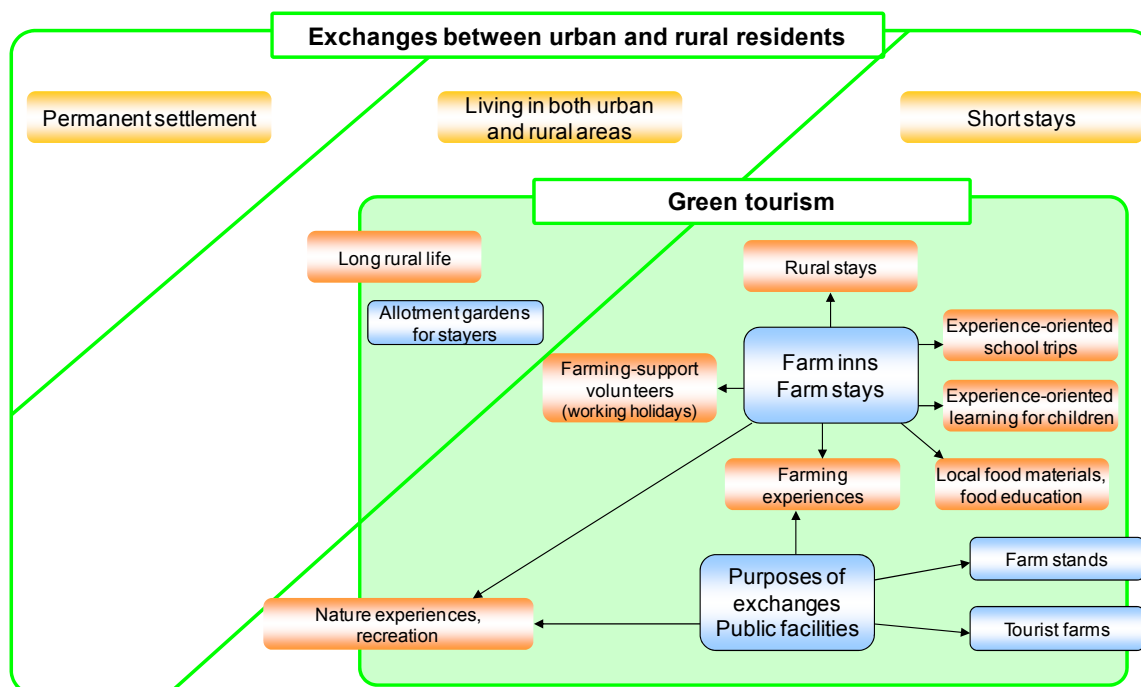 Exchanges between urban and rural residents
Permanent settlement
Living in both urban
and rural areas
Short stays
Green tourism
Long rural life
Rural stays
Allotment gardens
for stayers
Farm inns
Farm stays
Experience-oriented
school trips
Farming-support
volunteers
(working holidays)
Experience-oriented
learning for children
Farming
experiences
Local food materials,
food education
Purposes of
exchanges
Public facilities
Farm stands
Nature experiences,
recreation
Tourist farms